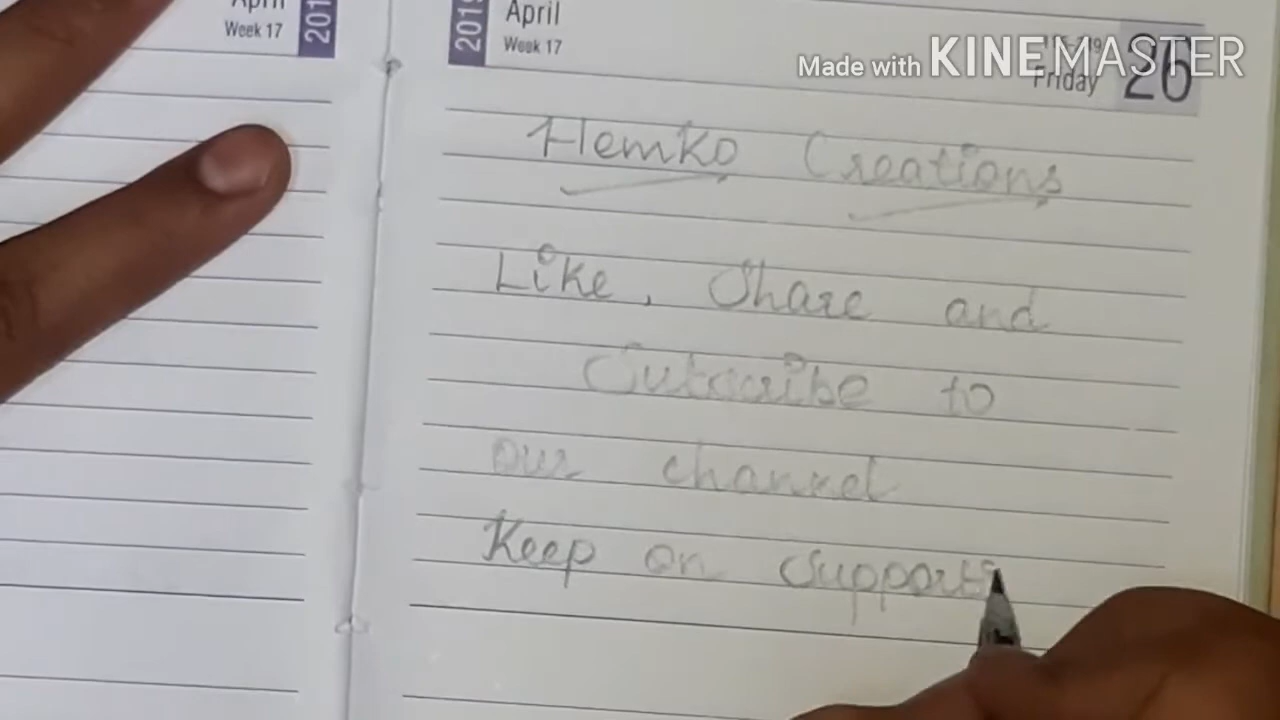 April
Week 17
201
2019
April
Week 17
Friday
26
Made with KINEMASTER
Hemko Creations
Like, Share and
Subscribe to
our channel
Keep on Supporti